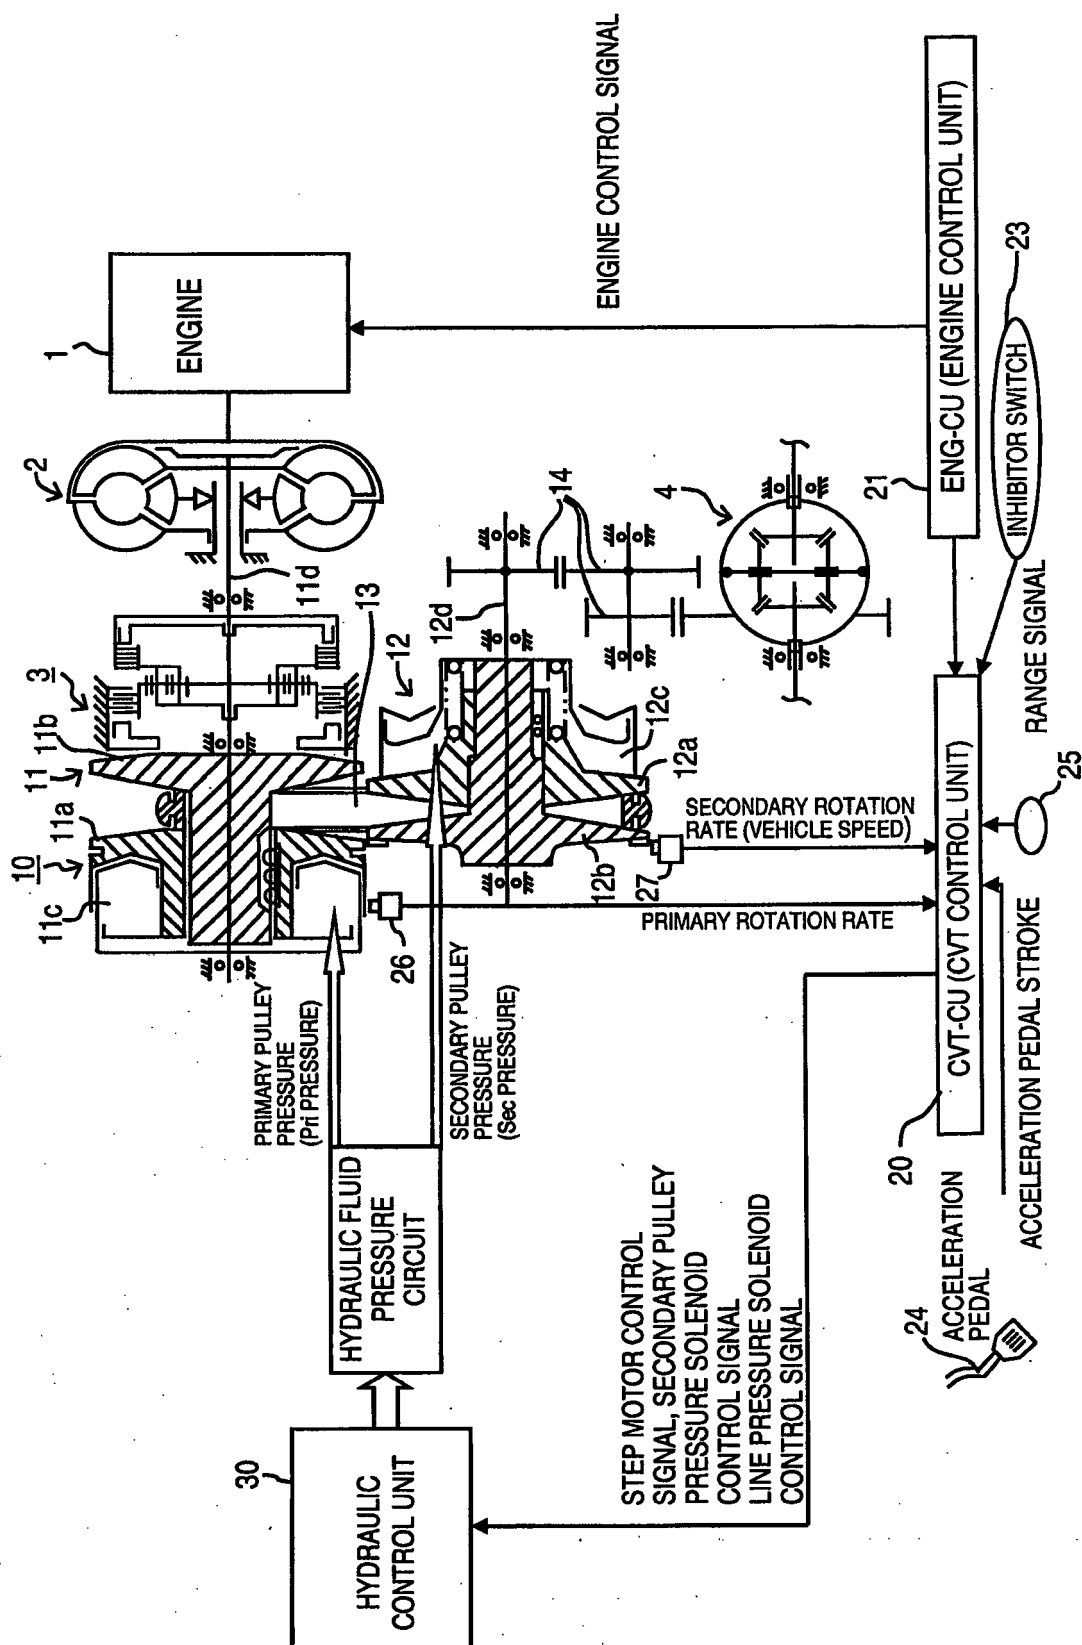 1
ENGINE
2
11d
3
11b
11
11a
10
11c
13
12
12d
14
4
12c
12a
12b
26
27
PRIMARY PULLEY
PRESSURE
(Pri PRESSURE)
SECONDARY PULLEY
PRESSURE
(Sec PRESSURE)
HYDRAULIC FLUID
PRESSURE
CIRCUIT
30
HYDRAULIC
CONTROL UNIT
ENGINE CONTROL SIGNAL
STEP MOTOR CONTROL
SIGNAL, SECONDARY PULLEY
PRESSURE SOLENOID
CONTROL SIGNAL
LINE PRESSURE SOLENOID
CONTROL SIGNAL
PRIMARY ROTATION RATE
SECONDARY ROTATION
RATE (VEHICLE SPEED)
21
ENG-CU (ENGINE CONTROL UNIT)
23
INHIBITOR SWITCH
RANGE SIGNAL
20
CVT-CU (CVT CONTROL UNIT)
25
24
ACCELERATION
PEDAL
ACCELERATION PEDAL STROKE